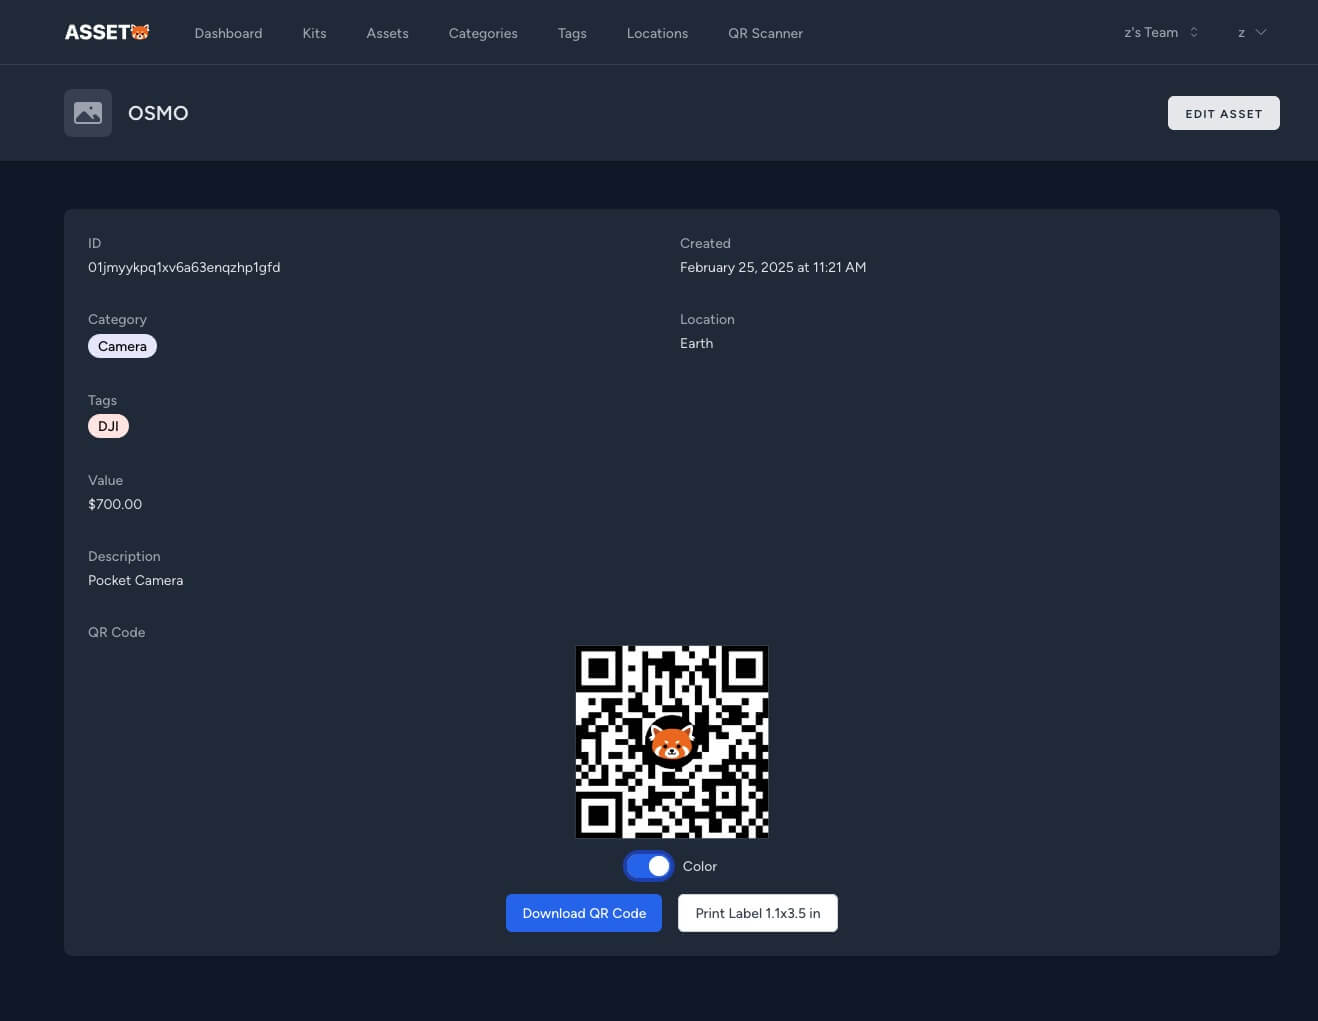 ASSET
Dashboard Kits Assets Categories Tags Locations QR Scanner z's Team z
OSMO
EDIT ASSET
ID
01jmyykpq1xv6a63enqzhp1gfd
Created
February 25, 2025 at 11:21 AM
Category
Camera
Location
Earth
Tags
DJI
Value
$700.00
Description
Pocket Camera
QR Code
Color
Download QR Code
Print Label 1.1x3.5 in